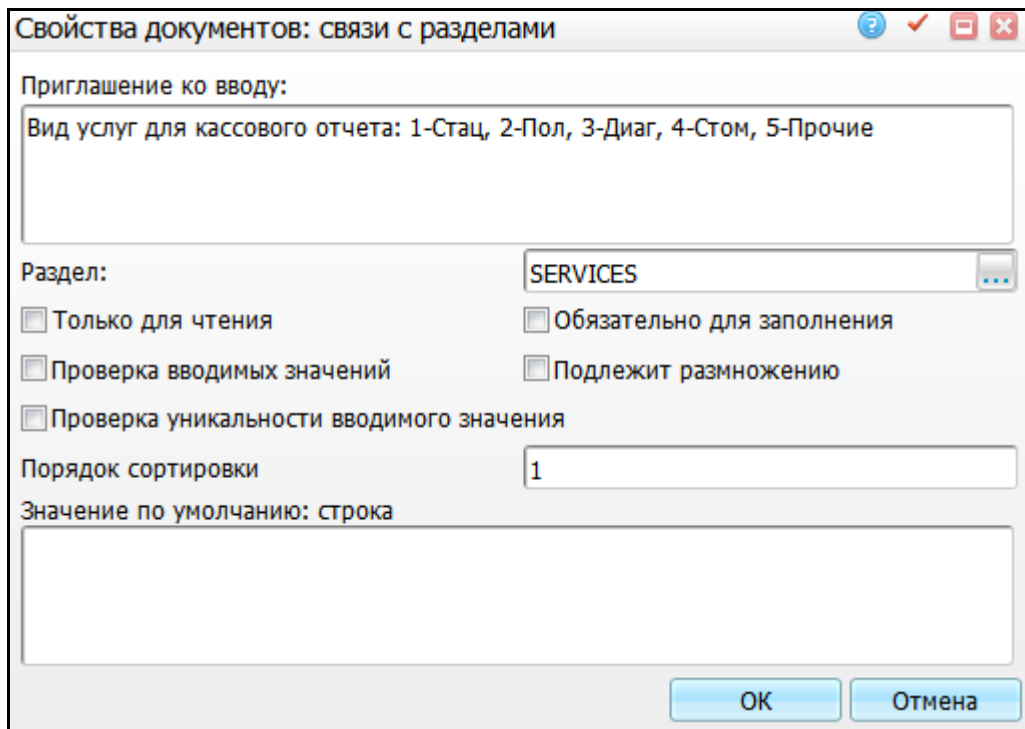 Свойства документов: связи с разделами
Приглашение ко вводу:
Вид услуг для кассового отчета: 1-Стац, 2-Пол, 3-Диаг, 4-Стом, 5-Прочие
Раздел: SERVICES ...
Только для чтения Обязательно для заполнения
Проверка вводимых значений Подлежит размножению
Проверка уникальности вводимого значения
Порядок сортировки 1
Значение по умолчанию: строка
ОК Отмена